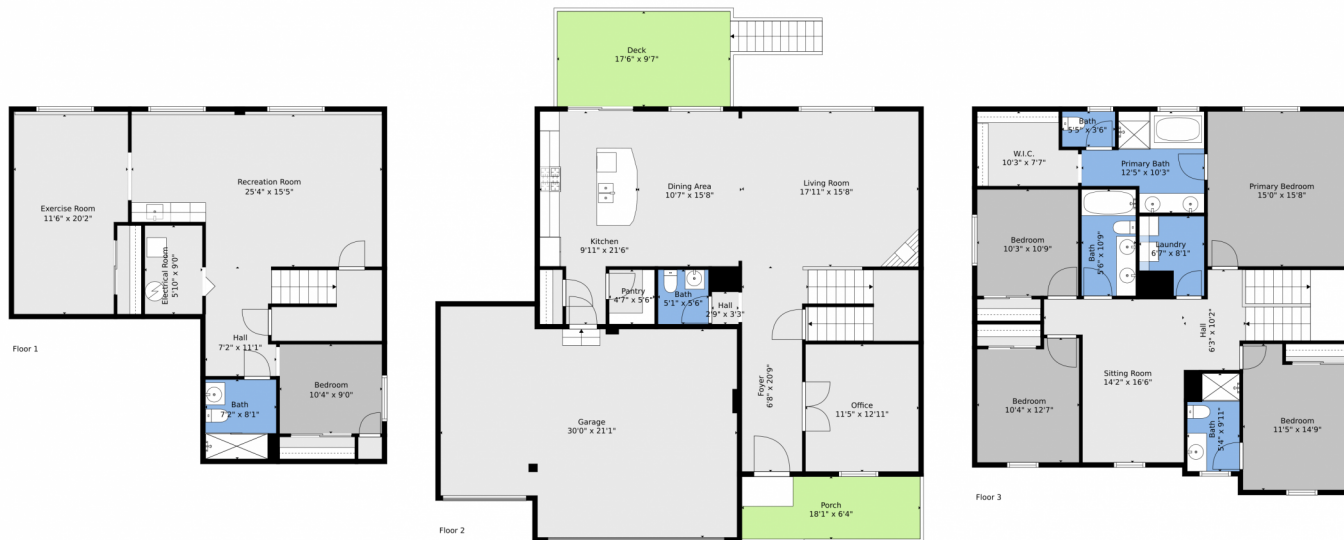 Exercise Room
11'6" x 20'2"
Recreation Room
25'4" x 15'5"
Electrical Room
5'10" x 9'0"
Hall
7'2" x 11'1"
Bath
7'2" x 8'1"
Bedroom
10'4" x 9'0"
Floor 1
Deck
17'6" x 9'7"
Kitchen
9'11" x 21'6"
Dining Area
10'7" x 15'8"
Living Room
17'11" x 15'8"
Pantry
4'7" x 5'6"
Bath
5'1" x 5'6"
Hall
2'9" x 3'3"
Foyer
6'8" x 20'9"
Office
11'5" x 12'11"
Garage
30'0" x 21'1"
Porch
18'1" x 6'4"
Floor 2
Bath
5'5" x 3'6"
W.I.C.
10'3" x 7'7"
Primary Bath
12'5" x 10'3"
Primary Bedroom
15'0" x 15'8"
Bedroom
10'3" x 10'9"
Bath
5'6" x 10'9"
Laundry
6'7" x 8'1"
Hall
6'3" x 10'2"
Sitting Room
14'2" x 16'6"
Bedroom
10'4" x 12'7"
Bath
5'4" x 9'11"
Bedroom
11'5" x 14'9"
Floor 3